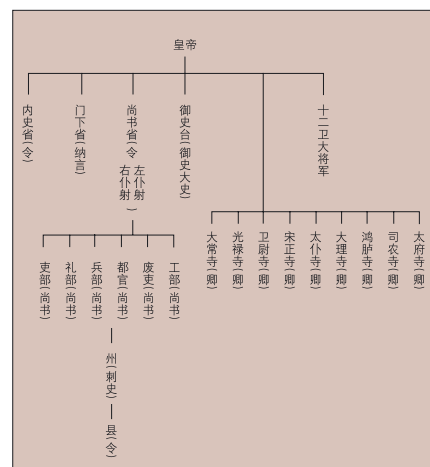 皇帝
内史省(令)
门下省(纳言)
尚书省(令 左仆射 右仆射)
御史台(御史大史)
十二卫大将军
大常寺(卿)
光禄寺(卿)
卫尉寺(卿)
宋正寺(卿)
太仆寺(卿)
大理寺(卿)
鸿胪寺(卿)
司农寺(卿)
太府寺(卿)
吏部(尚书)
礼部(尚书)
兵部(尚书)
都官(尚书)
废吏(尚书)
工部(尚书)
州(刺史)
县(令)